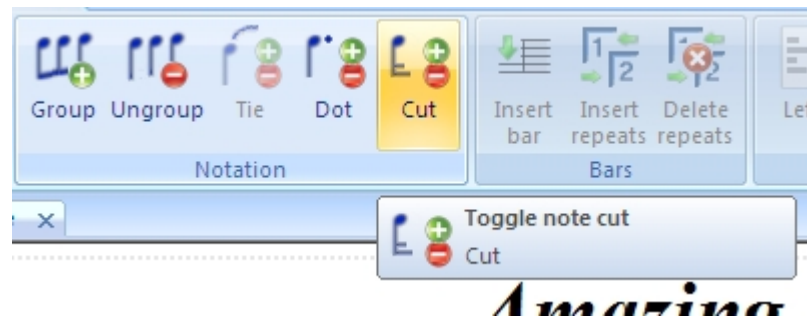 Group Ungroup Tie Dot Cut
Notation
Insert bar
Insert repeats
Delete repeats
Bars
Toggle note cut
Cut
Amazing